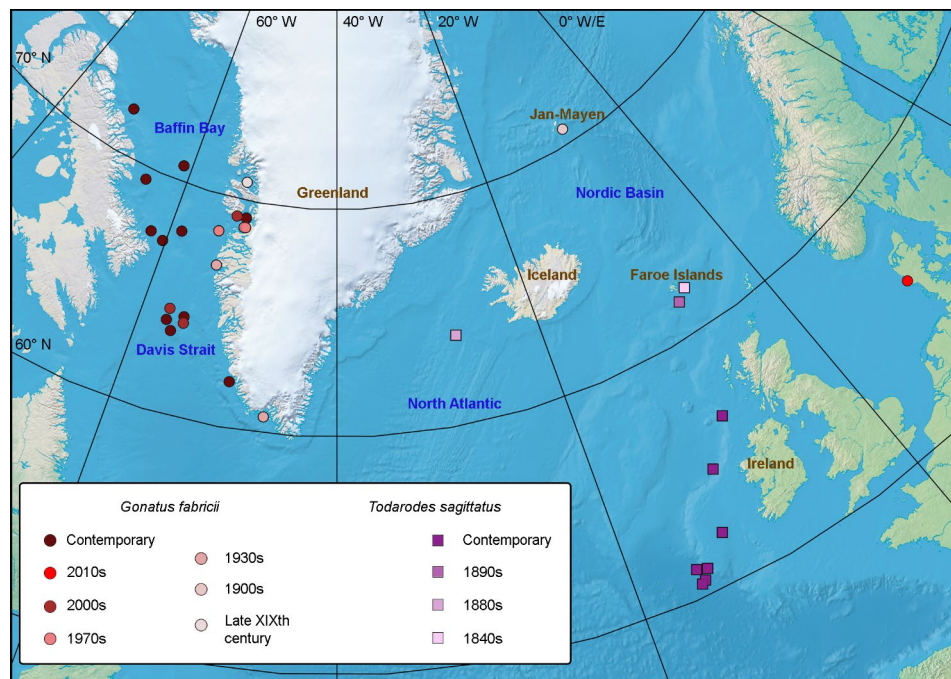 60° W
40° W
20° W
0° W/E
70° N
Baffin Bay
Jan-Mayen
Greenland
Nordic Basin
Iceland
Faroe Islands
60° N
Davis Strait
North Atlantic
Ireland
Gonatus fabricii
Todarodes sagittatus
Contemporary
1930s
Contemporary
2010s
1900s
1890s
2000s
Late XIXth
century
1880s
1970s
1840s